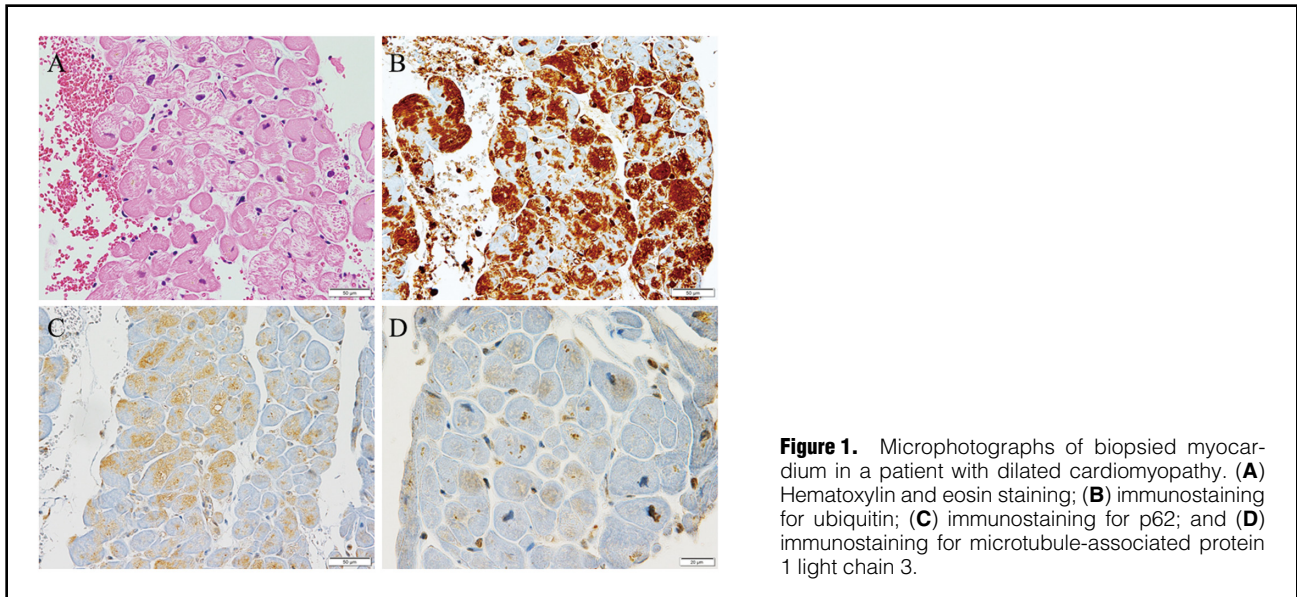 A
B
50 µm
50 µm
C
D
50 µm
20 µm
Figure 1. Microphotographs of biopsied myocar-
dium in a patient with dilated cardiomyopathy. (A)
Hematoxylin and eosin staining; (B) immunostaining
for ubiquitin; (C) immunostaining for p62; and (D)
immunostaining for microtubule-associated protein
1 light chain 3.